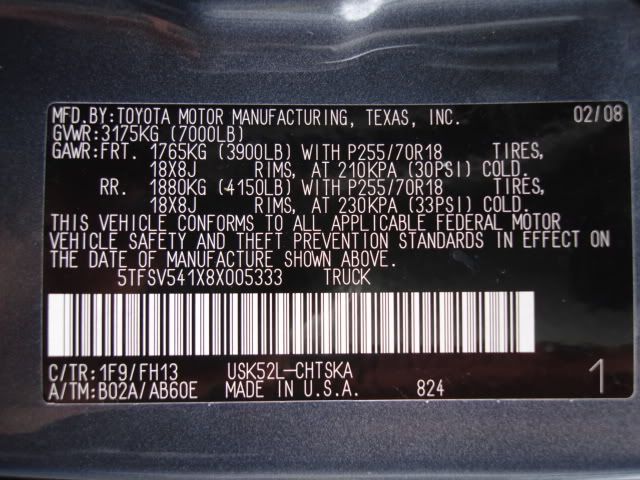 MFD.BY:TOYOTA MOTOR MANUFACTURING, TEXAS, INC. 02/08
GVWR:3175KG (7000LB)
GAWR:FRT. 1765KG (3900LB) WITH P255/70R18 TIRES,
18X8J RIMS, AT 210KPA (30PSI) COLD.
RR. 1880KG (4150LB) WITH P255/70R18 TIRES,
18X8J RIMS, AT 230KPA (33PSI) COLD.
THIS VEHICLE CONFORMS TO ALL APPLICABLE FEDERAL MOTOR
VEHICLE SAFETY AND THEFT PREVENTION STANDARDS IN EFFECT ON
THE DATE OF MANUFACTURE SHOWN ABOVE.
5TFSV541X8X005333 TRUCK
C/TR:1F9/FH13 USK52L-CHTSKA
A/TM:B02A/AB60E MADE IN U.S.A. 824 1